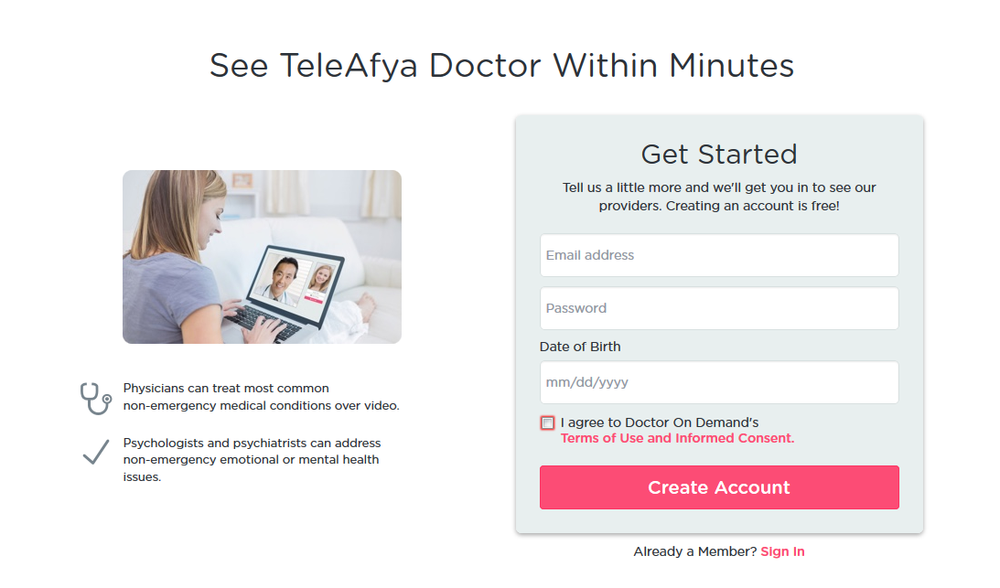 See TeleAfya Doctor Within Minutes
Physicians can treat most common
non-emergency medical conditions over video.
Psychologists and psychiatrists can address
non-emergency emotional or mental health
issues.
Get Started
Tell us a little more and we'll get you in to see our
providers. Creating an account is free!
Email address
Password
Date of Birth
mm/dd/yyyy
I agree to Doctor On Demand's
Terms of Use and Informed Consent.
Create Account
Already a Member? Sign In